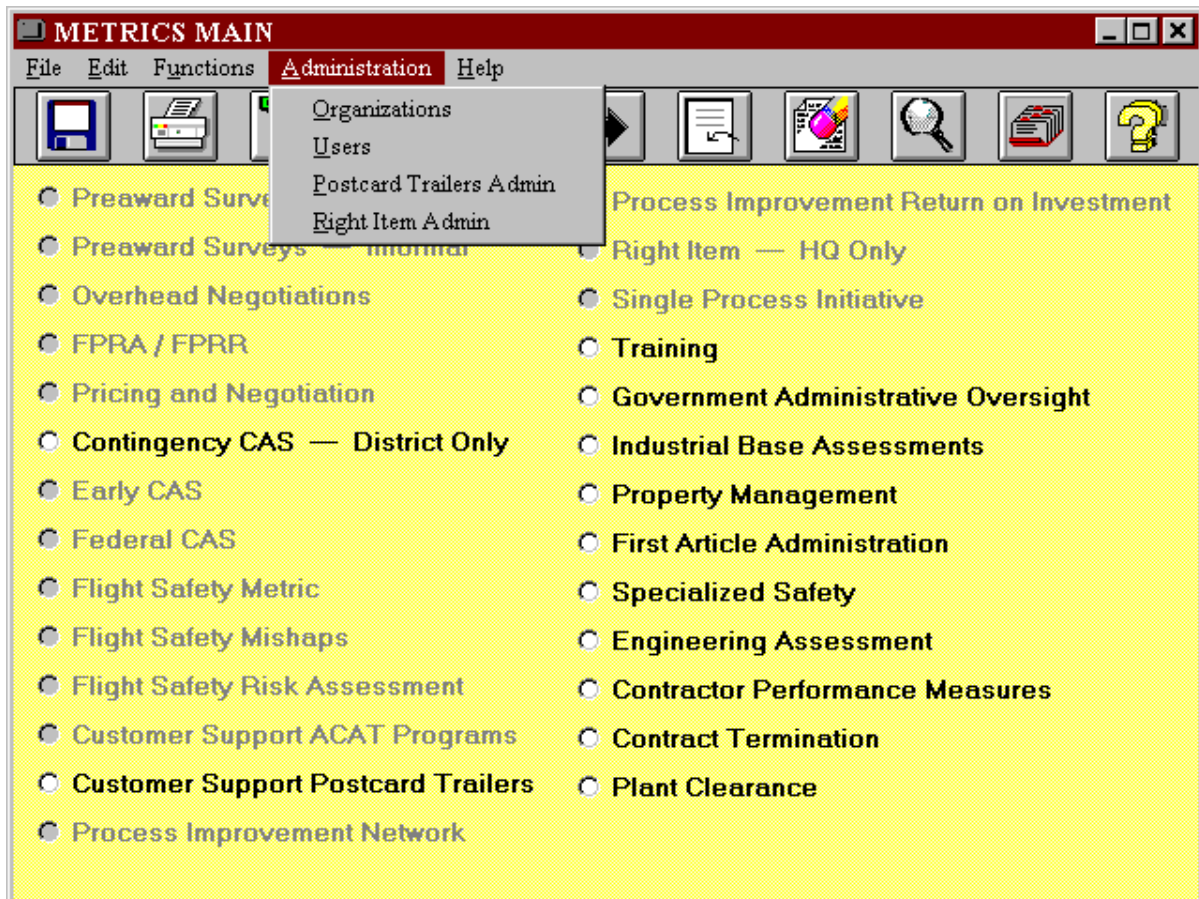 METRICS MAIN
File Edit Functions Administration Help
Organizations
Users
Postcard Trailers Admin
Right Item Admin
Preaward Surve
Preaward Surveys —
Overhead Negotiations
FPRA / FPRR
Pricing and Negotiation
Contingency CAS — District Only
Early CAS
Federal CAS
Flight Safety Metric
Flight Safety Mishaps
Flight Safety Risk Assessment
Customer Support ACAT Programs
Customer Support Postcard Trailers
Process Improvement Network
Process Improvement Return on Investment
Right Item — HQ Only
Single Process Initiative
Training
Government Administrative Oversight
Industrial Base Assessments
Property Management
First Article Administration
Specialized Safety
Engineering Assessment
Contractor Performance Measures
Contract Termination
Plant Clearance